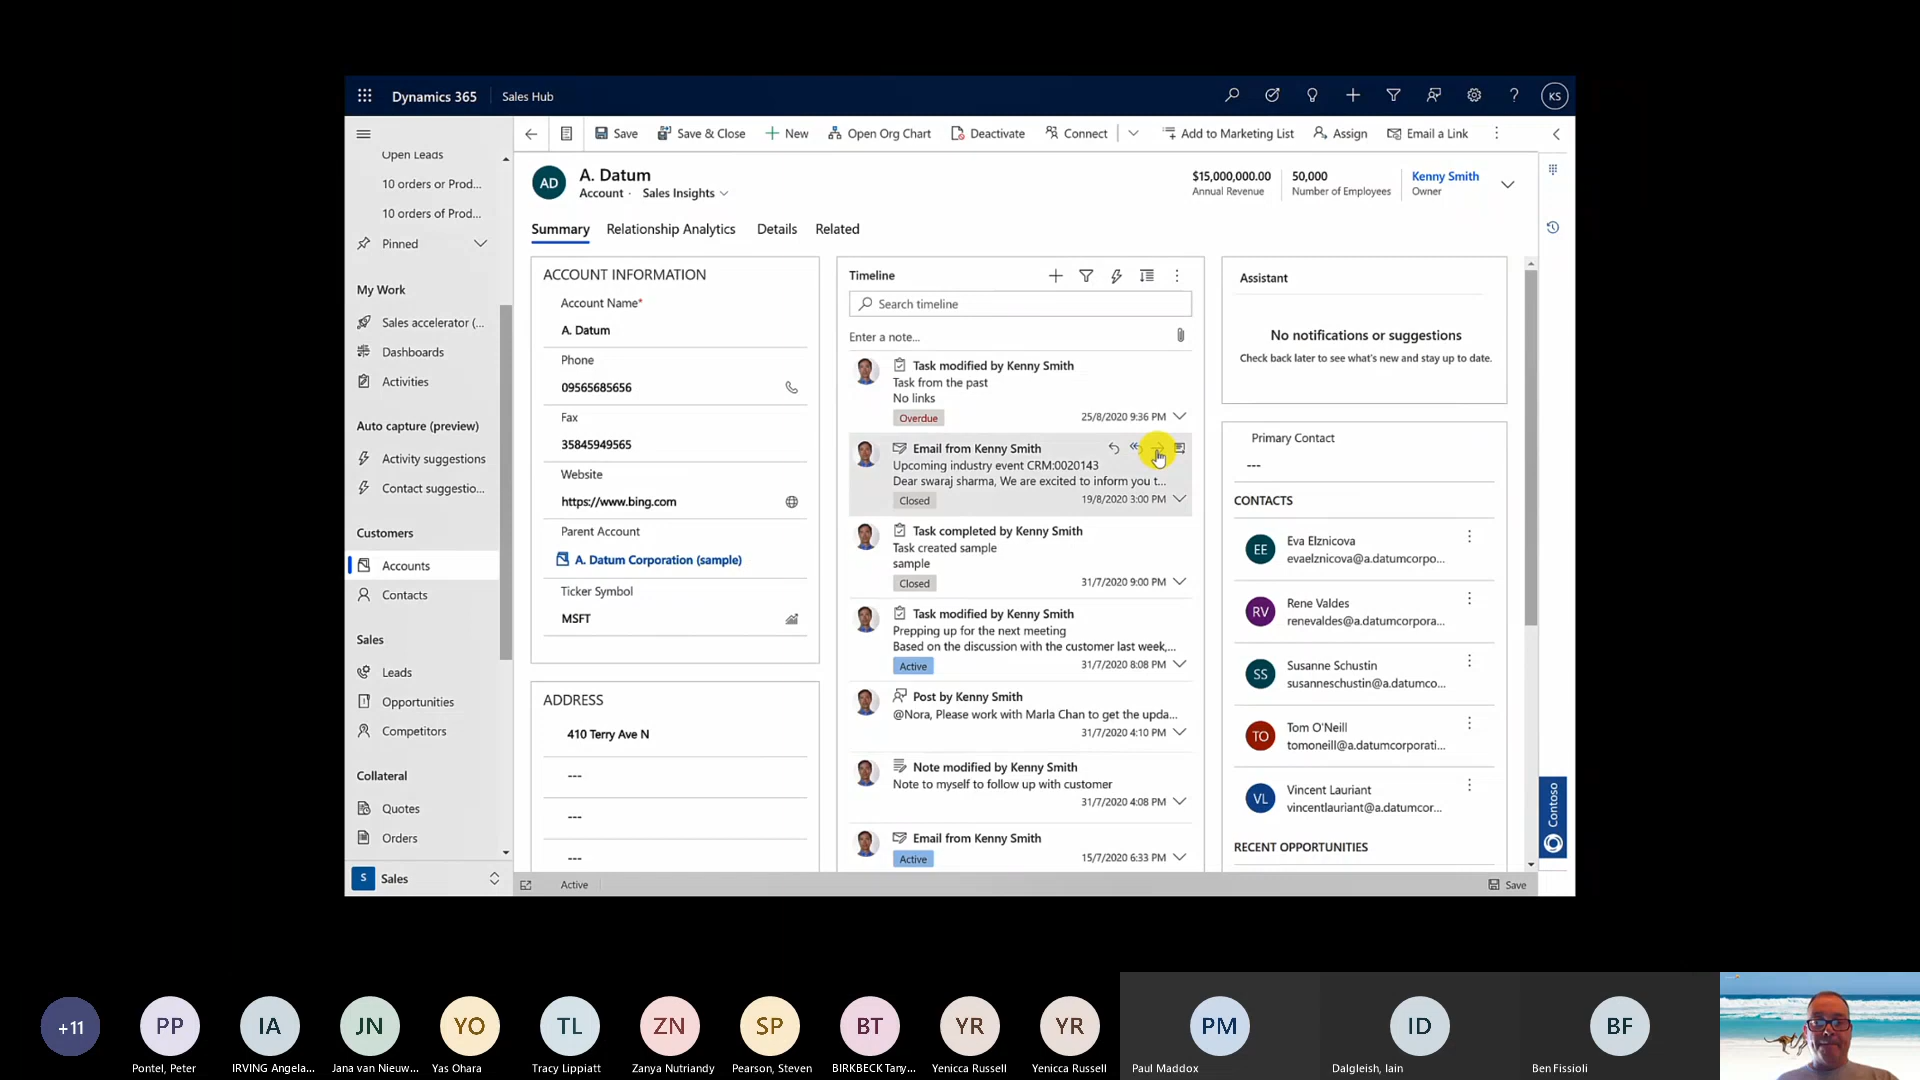 Dynamics 365
Sales Hub
KS
Save
Save & Close
New
Open Org Chart
Deactivate
Connect
Add to Marketing List
Assign
Email a Link
Open Leads
10 orders or Prod...
10 orders of Prod...
Pinned
My Work
Sales accelerator (...
Dashboards
Activities
Auto capture (preview)
Activity suggestions
Contact suggestio...
Customers
Accounts
Contacts
Sales
Leads
Opportunities
Competitors
Collateral
Quotes
Orders
S
Sales
AD
A. Datum
Account · Sales Insights
$15,000,000.00
Annual Revenue
50,000
Number of Employees
Kenny Smith
Owner
Summary
Relationship Analytics
Details
Related
ACCOUNT INFORMATION
Account Name*
A. Datum
Phone
09565685656
Fax
35845949565
Website
https://www.bing.com
Parent Account
A. Datum Corporation (sample)
Ticker Symbol
MSFT
ADDRESS
410 Terry Ave N
---
---
---
Timeline
Search timeline
Enter a note...
Task modified by Kenny Smith
Task from the past
No links
Overdue
25/8/2020 9:36 PM
Email from Kenny Smith
Upcoming industry event CRM:0020143
Dear swaraj sharma, We are excited to inform you t...
Closed
19/8/2020 3:00 PM
Task completed by Kenny Smith
Task created sample
sample
Closed
31/7/2020 9:00 PM
Task modified by Kenny Smith
Prepping up for the next meeting
Based on the discussion with the customer last week,...
Active
31/7/2020 8:08 PM
Post by Kenny Smith
@Nora, Please work with Marla Chan to get the upda...
31/7/2020 4:10 PM
Note modified by Kenny Smith
Note to myself to follow up with customer
31/7/2020 4:08 PM
Email from Kenny Smith
Active
15/7/2020 6:33 PM
Assistant
No notifications or suggestions
Check back later to see what's new and stay up to date.
Primary Contact
---
CONTACTS
EE
Eva Elznicova
evaelznicova@a.datumcorpo...
RV
Rene Valdes
renevaldes@a.datumcorpora...
SS
Susanne Schustin
susanneschustin@a.datumco...
TO
Tom O'Neill
tomoneill@a.datumcorporati...
VL
Vincent Lauriant
vincentlauriant@a.datumcor...
RECENT OPPORTUNITIES
Contoso
Active
Save
+11
PP
Pontel, Peter
IA
IRVING Angela...
JN
Jana van Nieuw...
YO
Yas Ohara
TL
Tracy Lippiatt
ZN
Zanya Nutriandy
SP
Pearson, Steven
BT
BIRKBECK Tany...
YR
Yenicca Russell
YR
Yenicca Russell
PM
Paul Maddox
ID
Dalgleish, Iain
BF
Ben Fissioli